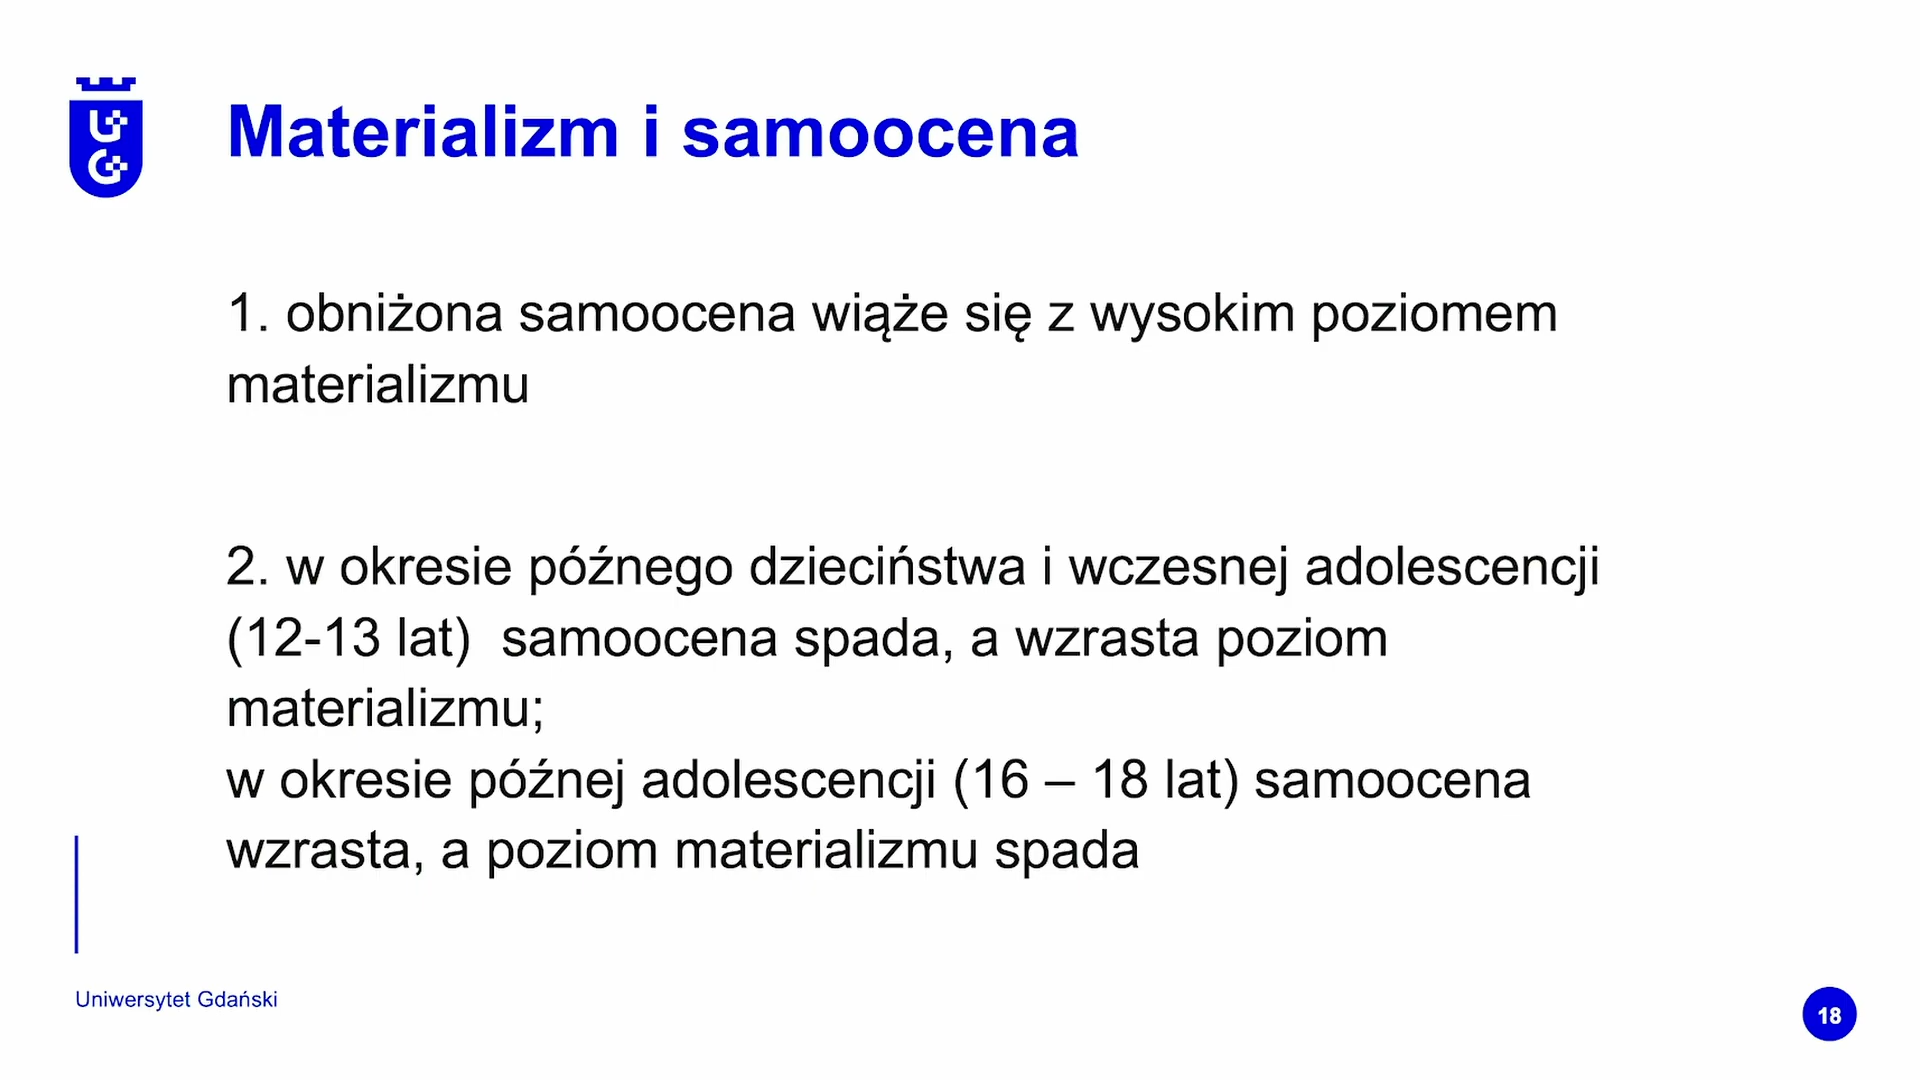 UG
Materializm i samoocena
1. obniżona samoocena wiąże się z wysokim poziomem
materializmu
2. w okresie późnego dzieciństwa i wczesnej adolescencji
(12-13 lat)  samoocena spada, a wzrasta poziom
materializmu;
w okresie późnej adolescencji (16 – 18 lat) samoocena
wzrasta, a poziom materializmu spada
Uniwersytet Gdański
18